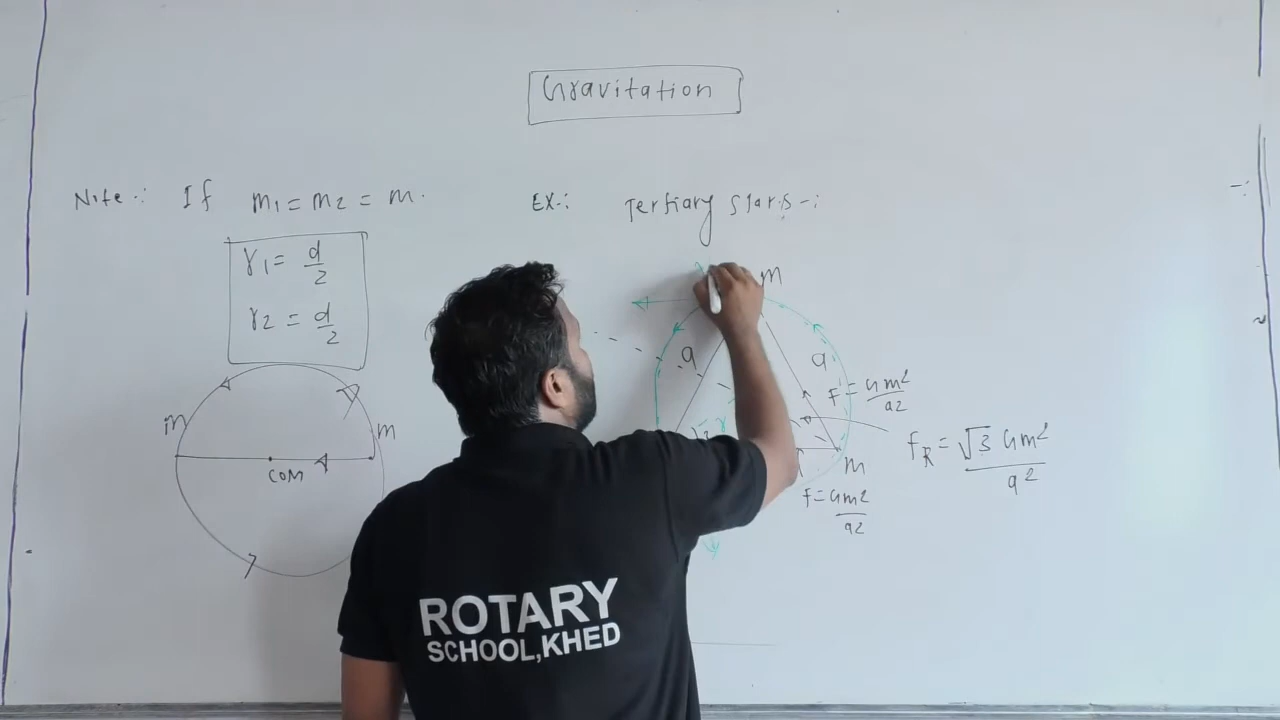 Gravitation
Note -: If m1 = m2 = m.
r1 = d/2
r2 = d/2
m
m
COM
EX-: Tertiary Stars -:
m
a
a
F = Gm2/a2
m
F = Gm2/a2
FR = √3 Gm2/a2
ROTARY
SCHOOL,KHED